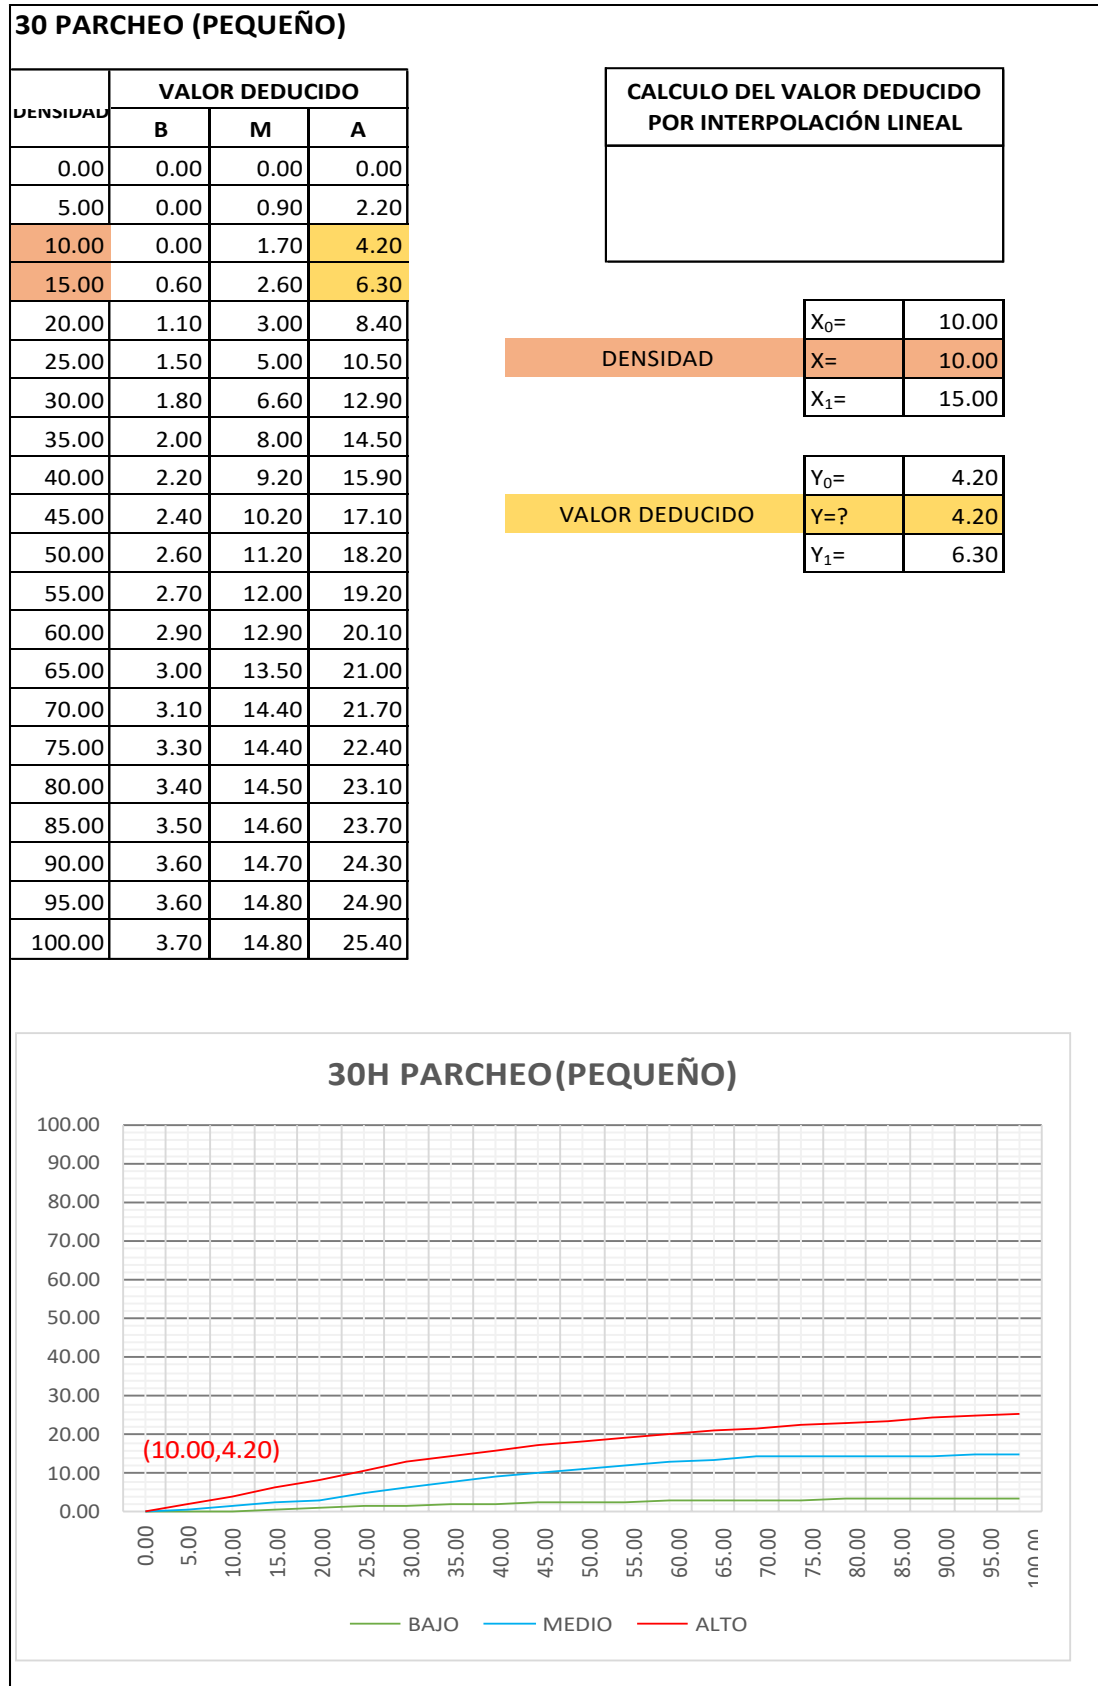 30 PARCHEO (PEQUEÑO)
DENSIDAD VALOR DEDUCIDO
B M A
0.00 0.00 0.00 0.00
5.00 0.00 0.90 2.20
10.00 0.00 1.70 4.20
15.00 0.60 2.60 6.30
20.00 1.10 3.00 8.40
25.00 1.50 5.00 10.50
30.00 1.80 6.60 12.90
35.00 2.00 8.00 14.50
40.00 2.20 9.20 15.90
45.00 2.40 10.20 17.10
50.00 2.60 11.20 18.20
55.00 2.70 12.00 19.20
60.00 2.90 12.90 20.10
65.00 3.00 13.50 21.00
70.00 3.10 14.40 21.70
75.00 3.30 14.40 22.40
80.00 3.40 14.50 23.10
85.00 3.50 14.60 23.70
90.00 3.60 14.70 24.30
95.00 3.60 14.80 24.90
100.00 3.70 14.80 25.40
CALCULO DEL VALOR DEDUCIDO
POR INTERPOLACIÓN LINEAL
X₀= 10.00
DENSIDAD X= 10.00
X₁= 15.00
Y₀= 4.20
VALOR DEDUCIDO Y=? 4.20
Y₁= 6.30
30H PARCHEO(PEQUEÑO)
100.00
90.00
80.00
70.00
60.00
50.00
40.00
30.00
20.00
10.00
0.00
(10.00,4.20)
0.00
5.00
10.00
15.00
20.00
25.00
30.00
35.00
40.00
45.00
50.00
55.00
60.00
65.00
70.00
75.00
80.00
85.00
90.00
95.00
100.00
BAJO MEDIO ALTO